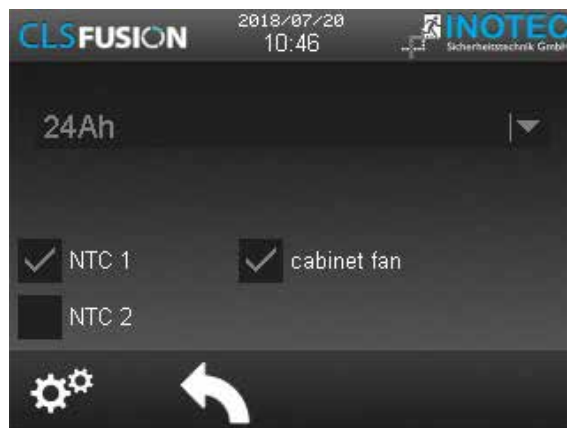 CLSFUSION
2018/07/20
10:46
INOTEC
Sicherheitstechnik GmbH
24Ah
NTC 1
cabinet fan
NTC 2